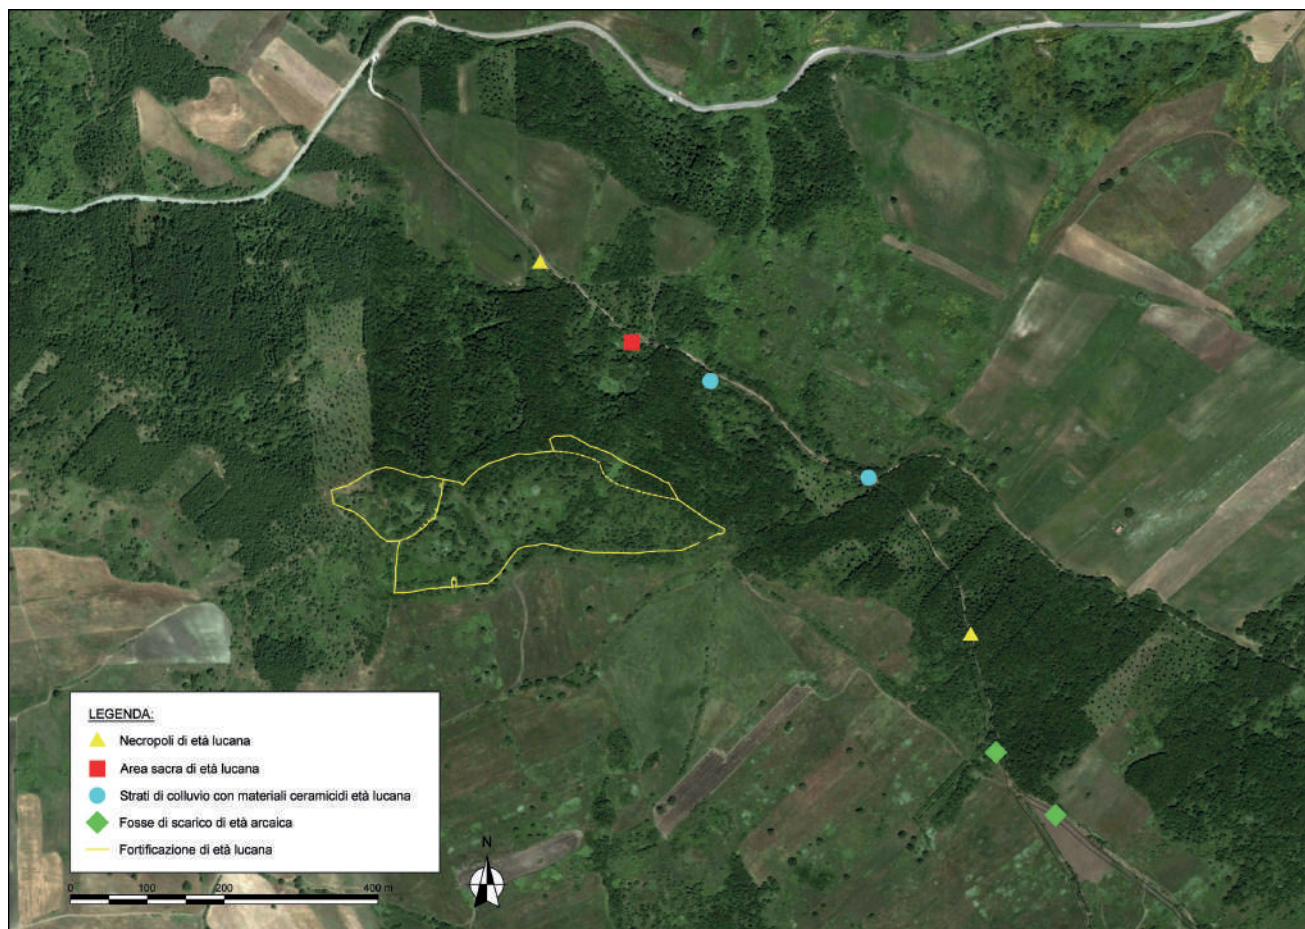 LEGENDA:
Necropoli di età lucana
Area sacra di età lucana
Strati di colluvio con materiali ceramicidi età lucana
Fosse di scarico di età arcaica
Fortificazione di età lucana
0 100 200 400 m
N